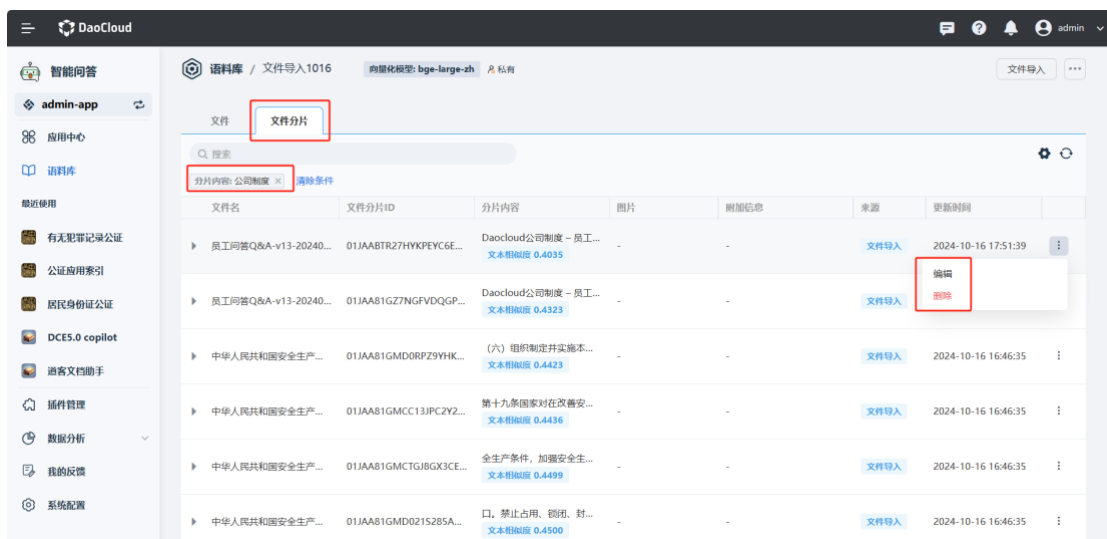 DaoCloud
admin
智能问答
admin-app
应用中心
语料库
最近使用
有无犯罪记录公证
公证应用索引
居民身份证公证
DCE5.0 copilot
道客文档助手
插件管理
数据分析
我的反馈
系统配置
语料库 / 文件导入1016 向量化模型: bge-large-zh 私有 文件导入
文件 文件分片
搜索
分片内容: 公司制度 × 清除条件
文件名 文件分片ID 分片内容 图片 附加信息 来源 更新时间
员工问答Q&A-v13-20240... 01JAABTR27HYKPEYC6E... Daocloud公司制度 – 员工... - - 文件导入 2024-10-16 17:51:39
文本相似度 0.4035
编辑
删除
员工问答Q&A-v13-20240... 01JAA81GZ7NGFVDQGP... Daocloud公司制度 – 员工... - - 文件导入
文本相似度 0.4323
中华人民共和国安全生产... 01JAA81GMD0RPZ9YHK... （六）组织制定并实施本... - - 文件导入 2024-10-16 16:46:35
文本相似度 0.4423
中华人民共和国安全生产... 01JAA81GMCC13JPC2Y2... 第十九条国家对在改善安... - - 文件导入 2024-10-16 16:46:35
文本相似度 0.4436
中华人民共和国安全生产... 01JAA81GMCTGJ8GX3CE... 全生产条件，加强安全生... - - 文件导入 2024-10-16 16:46:35
文本相似度 0.4499
中华人民共和国安全生产... 01JAA81GMD021S285A... 口。禁止占用、锁闭、封... - - 文件导入 2024-10-16 16:46:35
文本相似度 0.4500